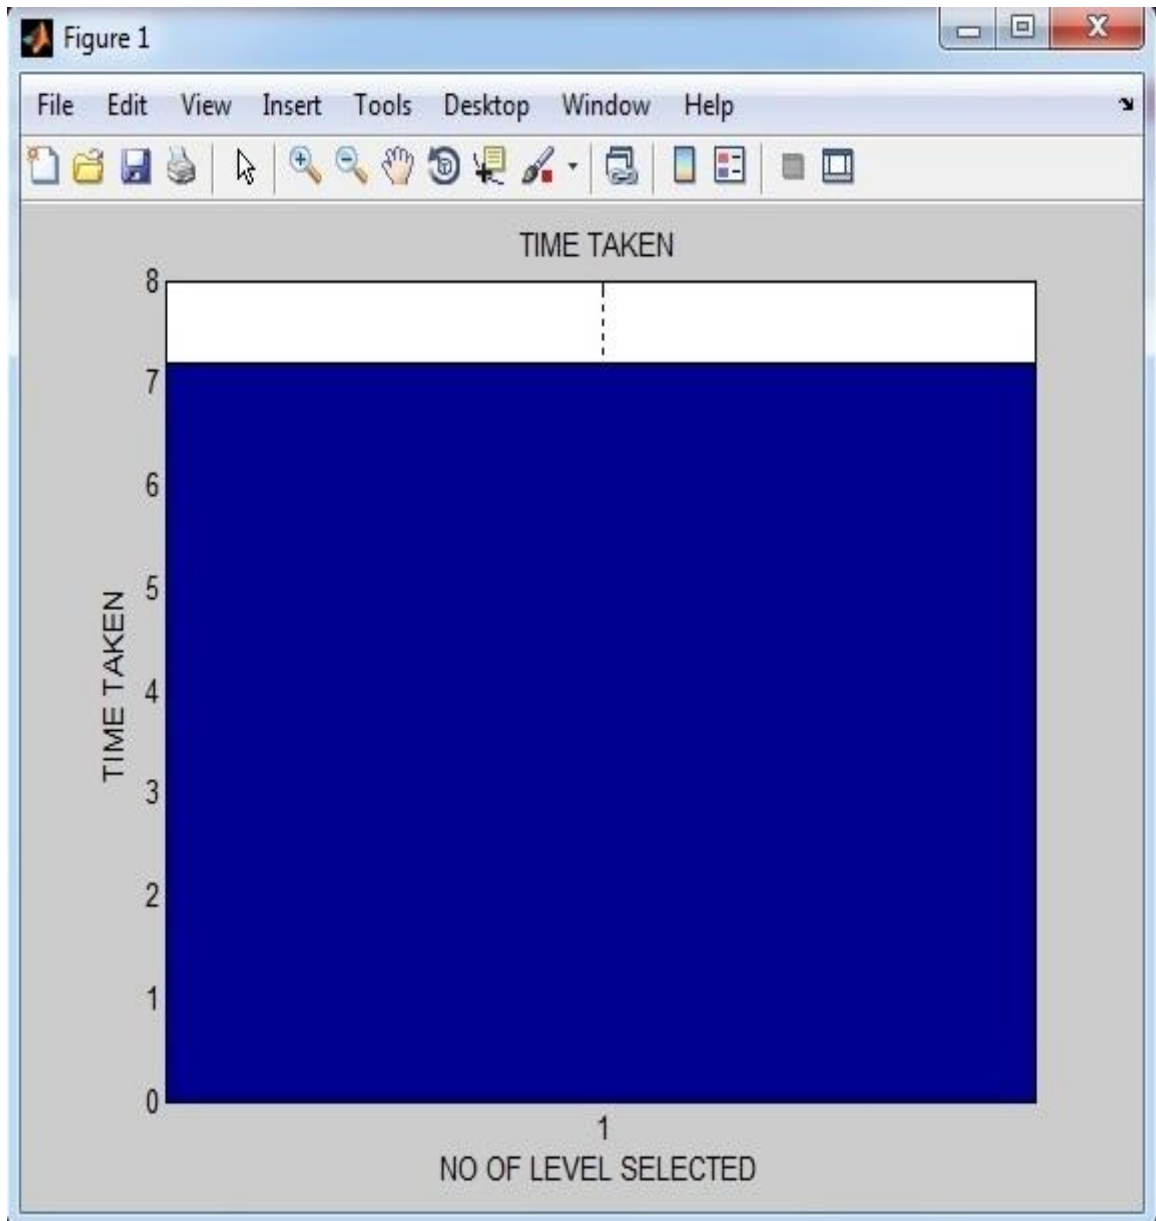 Figure 1
File Edit View Insert Tools Desktop Window Help
TIME TAKEN
8
7
6
5
4
3
2
1
0
TIME TAKEN
1
NO OF LEVEL SELECTED